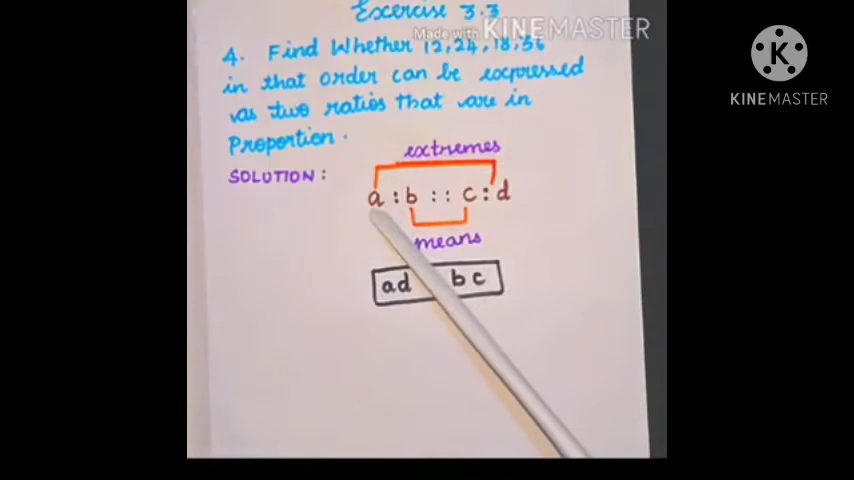 Exercise 3.3
Made with KINEMASTER
KINEMASTER
4. Find Whether 12,24,18,36
in that order can be expressed
as two ratios that are in
Proportion.
SOLUTION:
extremes
a : b :: c : d
means
ad bc